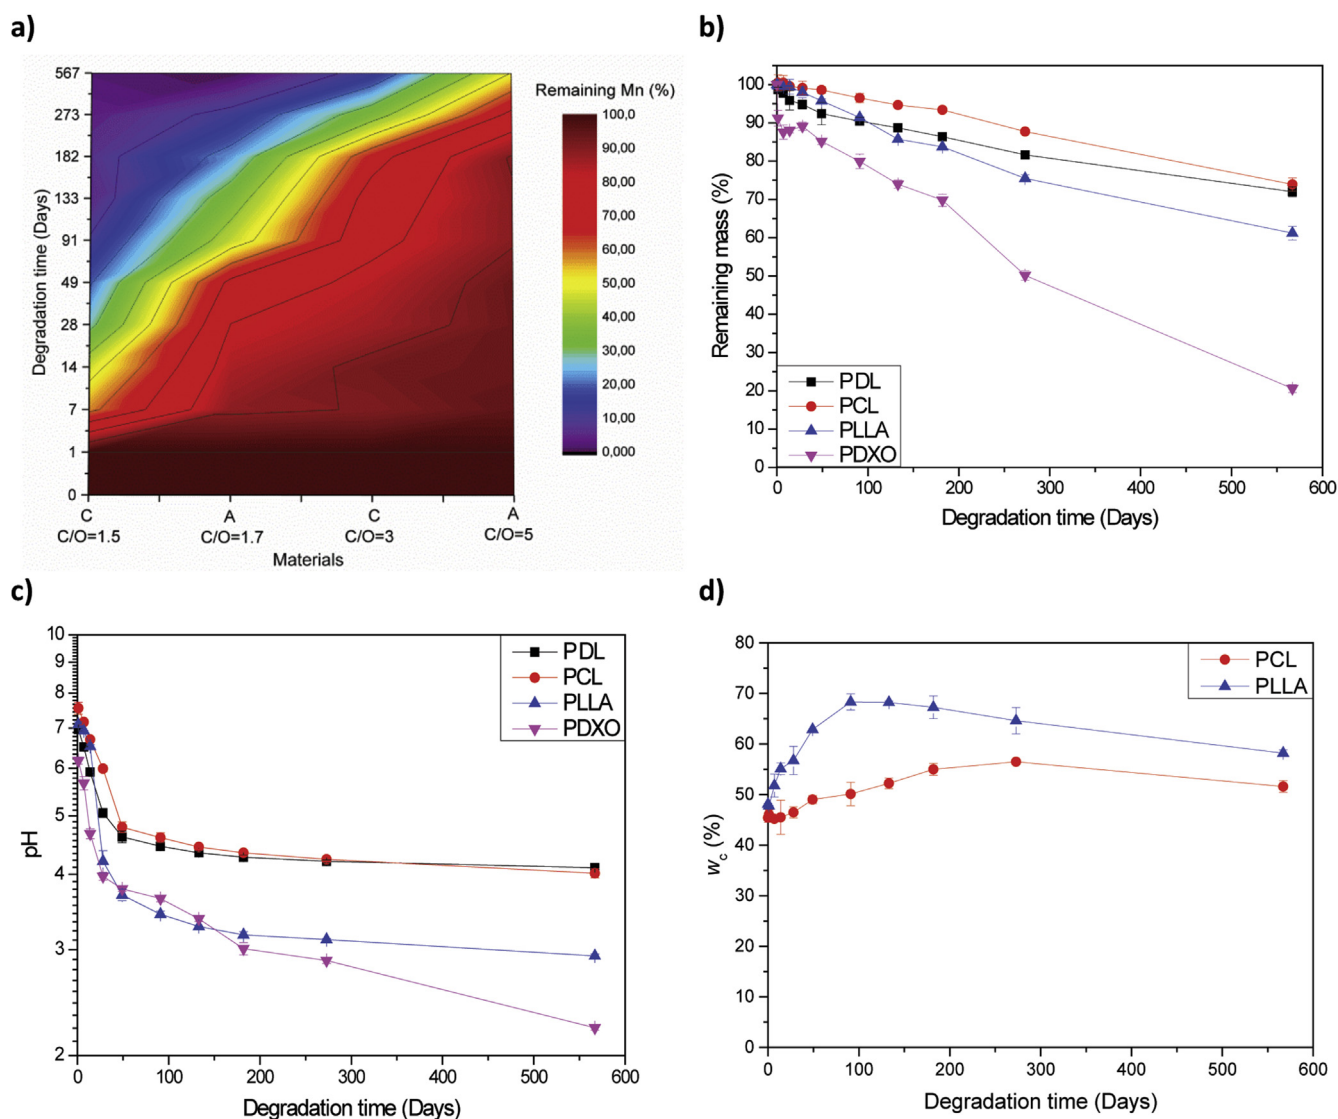 a)
567
273
182
133
91
49
28
14
7
1
0
Degradation time (Days)
C
C/O=1.5
A
C/O=1.7
C
C/O=3
A
C/O=5
Materials
Remaining Mn (%)
100,0
90,00
80,00
70,00
60,00
50,00
40,00
30,00
20,00
10,00
0,000
b)
100
90
80
70
60
50
40
30
20
10
0
Remaining mass (%)
PDL
PCL
PLLA
PDXO
0
100
200
300
400
500
600
Degradation time (Days)
c)
10
9
8
7
6
5
4
3
2
pH
PDL
PCL
PLLA
PDXO
0
100
200
300
400
500
600
Degradation time (Days)
d)
80
70
60
50
40
30
20
10
0
wc (%)
PCL
PLLA
0
100
200
300
400
500
600
Degradation time (Days)